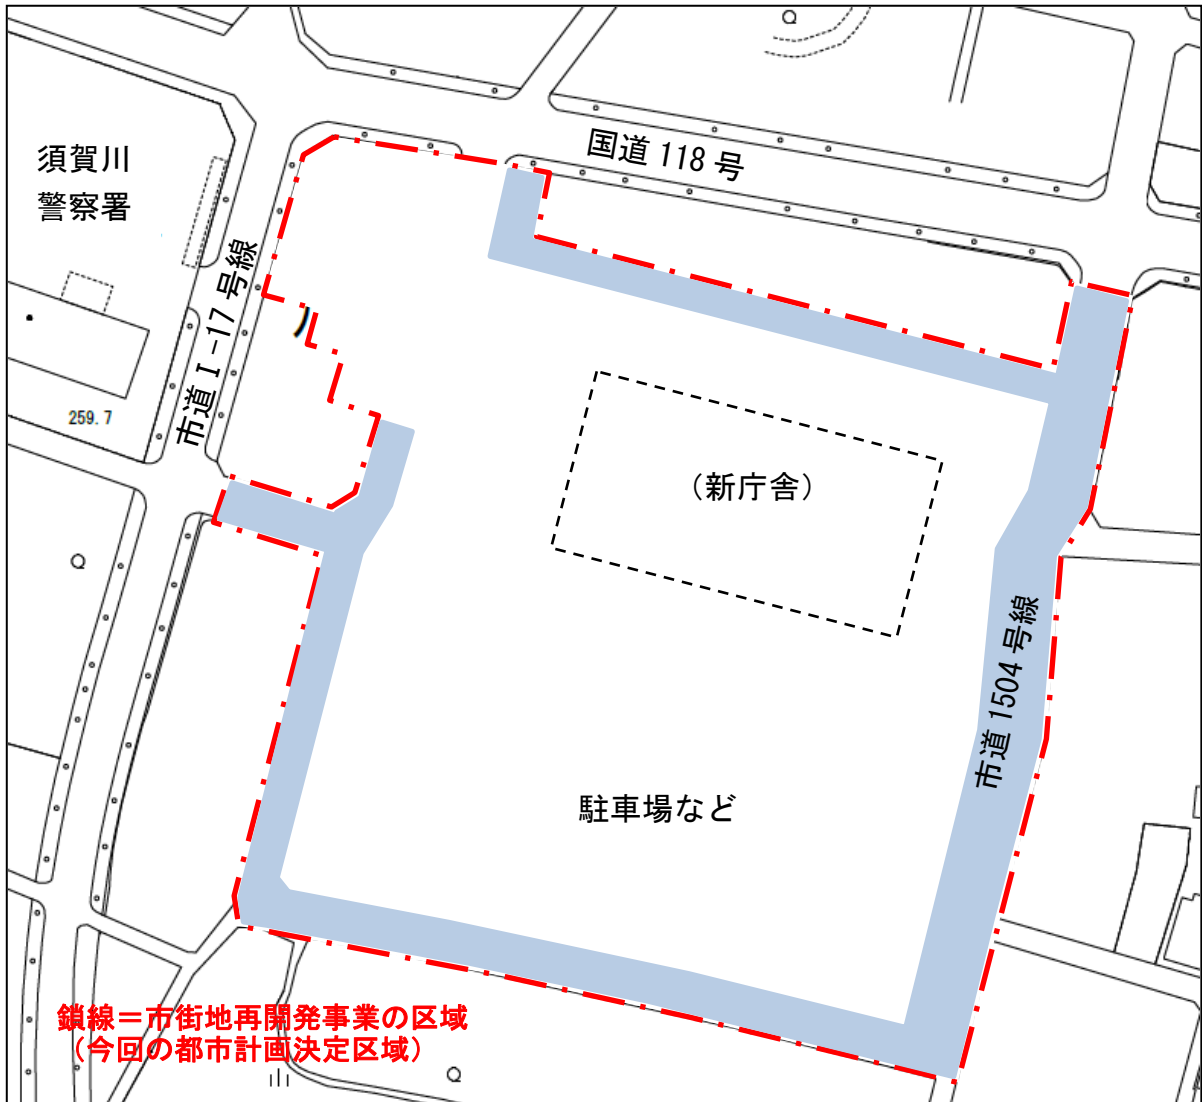 国道 118 号
須賀川
警察署
市道 Ⅰ-17 号線
259.7
（新庁舎）
市道 1504 号線
駐車場など
鎖線＝市街地再開発事業の区域
（今回の都市計画決定区域）